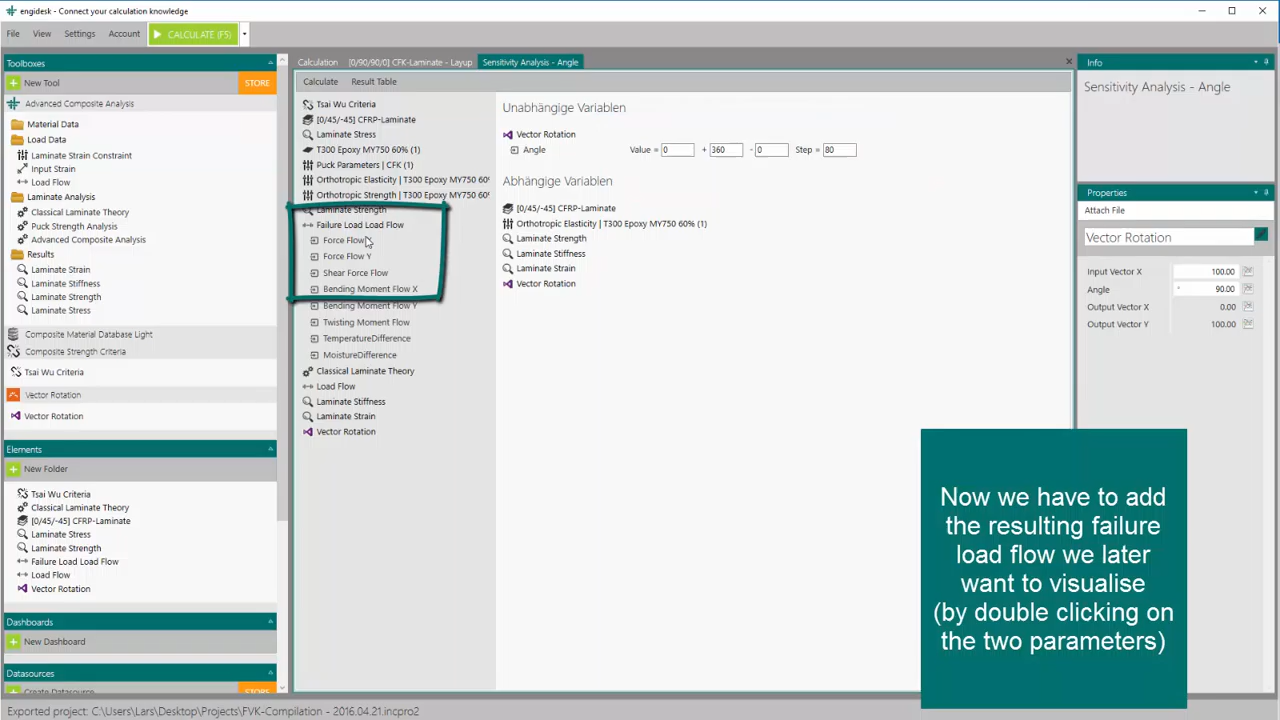 engidesk - Connect your calculation knowledge
File View Settings Account CALCULATE (F5)
Toolboxes
New Tool STORE
Advanced Composite Analysis
Material Data
Load Data
Laminate Strain Constraint
Input Strain
Load Flow
Laminate Analysis
Classical Laminate Theory
Puck Strength Analysis
Advanced Composite Analysis
Results
Laminate Strain
Laminate Stiffness
Laminate Strength
Laminate Stress
Composite Material Database Light
Composite Strength Criteria
Tsai Wu Criteria
Vector Rotation
Vector Rotation
Elements
New Folder
Tsai Wu Criteria
Classical Laminate Theory
[0/45/-45] CFRP-Laminate
Laminate Stress
Laminate Strength
Failure Load Load Flow
Load Flow
Vector Rotation
Dashboards
New Dashboard
Datasources
Create Datasource STORE
Calculation [0/90/90/0] CFK-Laminate - Layup Sensitivity Analysis - Angle
Calculate Result Table
Tsai Wu Criteria
[0/45/-45] CFRP-Laminate
Laminate Stress
T300 Epoxy MY750 60% (1)
Puck Parameters | CFK (1)
Orthotropic Elasticity | T300 Epoxy MY750 60%
Orthotropic Strength | T300 Epoxy MY750 60%
Laminate Strength
Failure Load Load Flow
Force Flow
Force Flow Y
Shear Force Flow
Bending Moment Flow X
Bending Moment Flow Y
Twisting Moment Flow
TemperatureDifference
MoistureDifference
Classical Laminate Theory
Load Flow
Laminate Stiffness
Laminate Strain
Vector Rotation
Unabhängige Variablen
Vector Rotation
Angle Value = 0 + 360 - 0 Step = 80
Abhängige Variablen
[0/45/-45] CFRP-Laminate
Orthotropic Elasticity | T300 Epoxy MY750 60% (1)
Laminate Strength
Laminate Stiffness
Laminate Strain
Vector Rotation
Info
Sensitivity Analysis - Angle
Properties
Attach File
Vector Rotation
Input Vector X 100.00
Angle ° 90.00
Output Vector X 0.00
Output Vector Y 100.00
Now we have to add
the resulting failure
load flow we later
want to visualise
(by double clicking on
the two parameters)
Exported project: C:\Users\Lars\Desktop\Projects\FVK-Compilation - 2016.04.21.incpro2